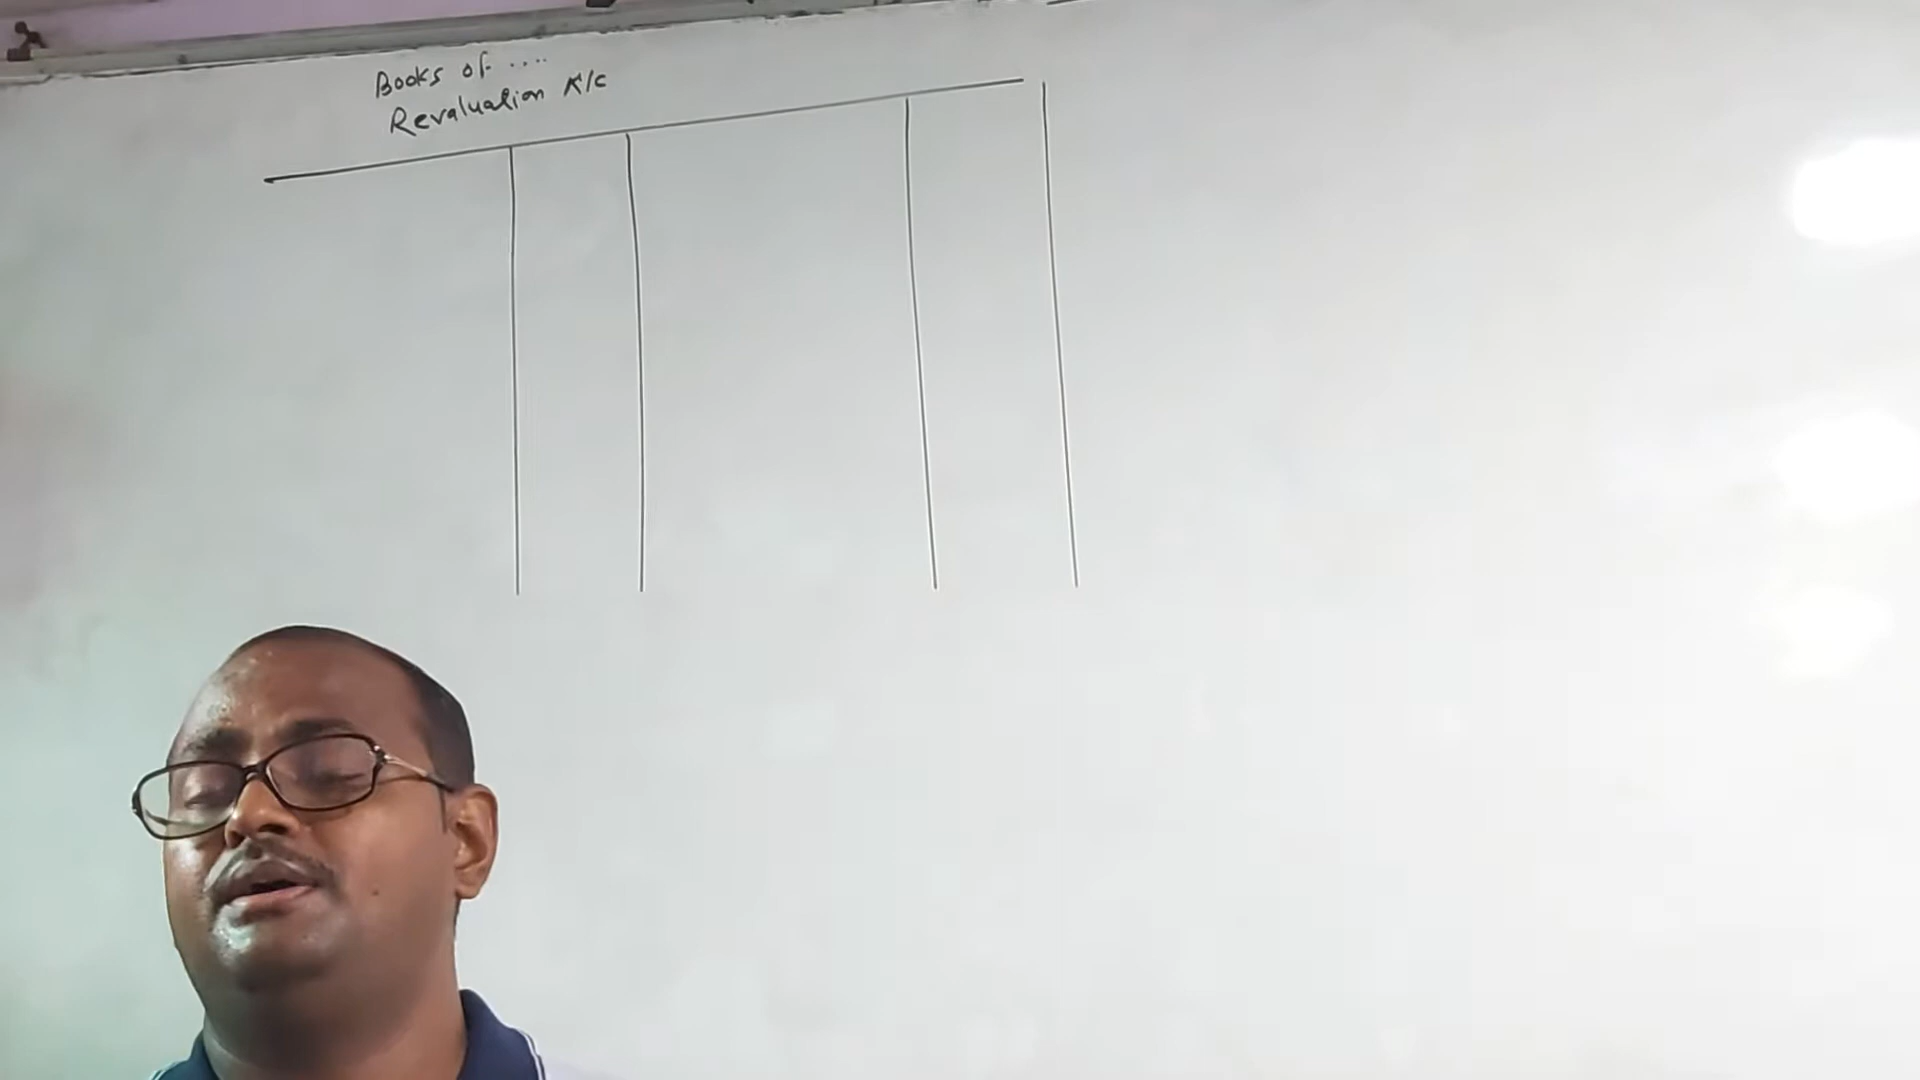 Books of ....
Revaluation A/c